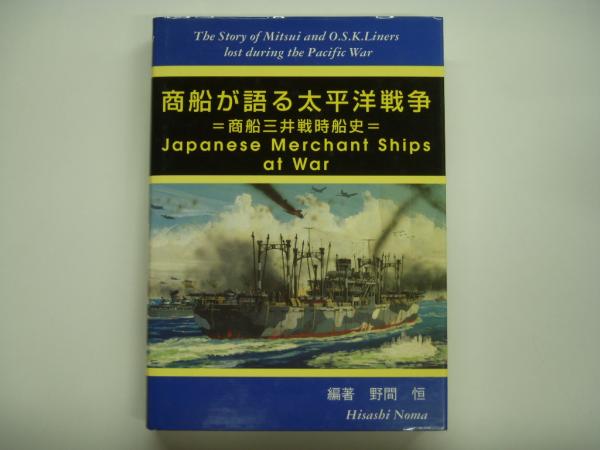 The Story of Mitsui and O.S.K.Liners
lost during the Pacific War
商船が語る太平洋戦争
=商船三井戦時船史=
Japanese Merchant Ships
at War
編著 野間 恒
Hisashi Noma